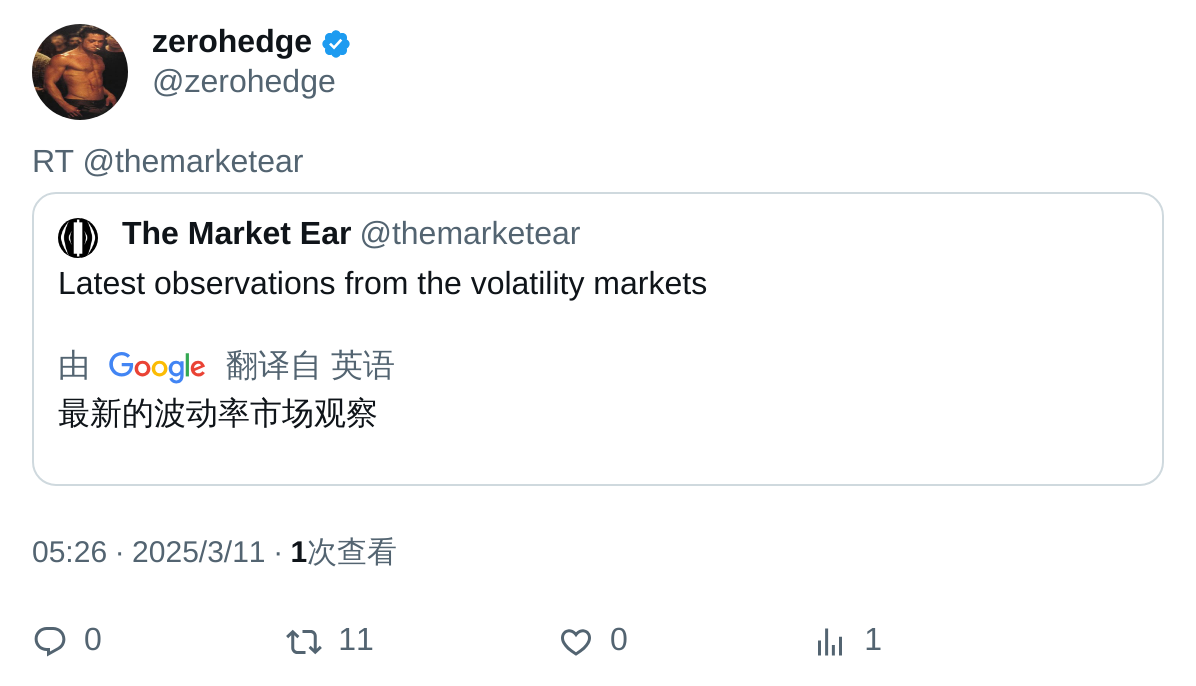 zerohedge
@zerohedge
RT @themarketear
The Market Ear @themarketear
Latest observations from the volatility markets
由 Google 翻译自 英语
最新的波动率市场观察
05:26 · 2025/3/11 · 1次查看
0 11 0 1